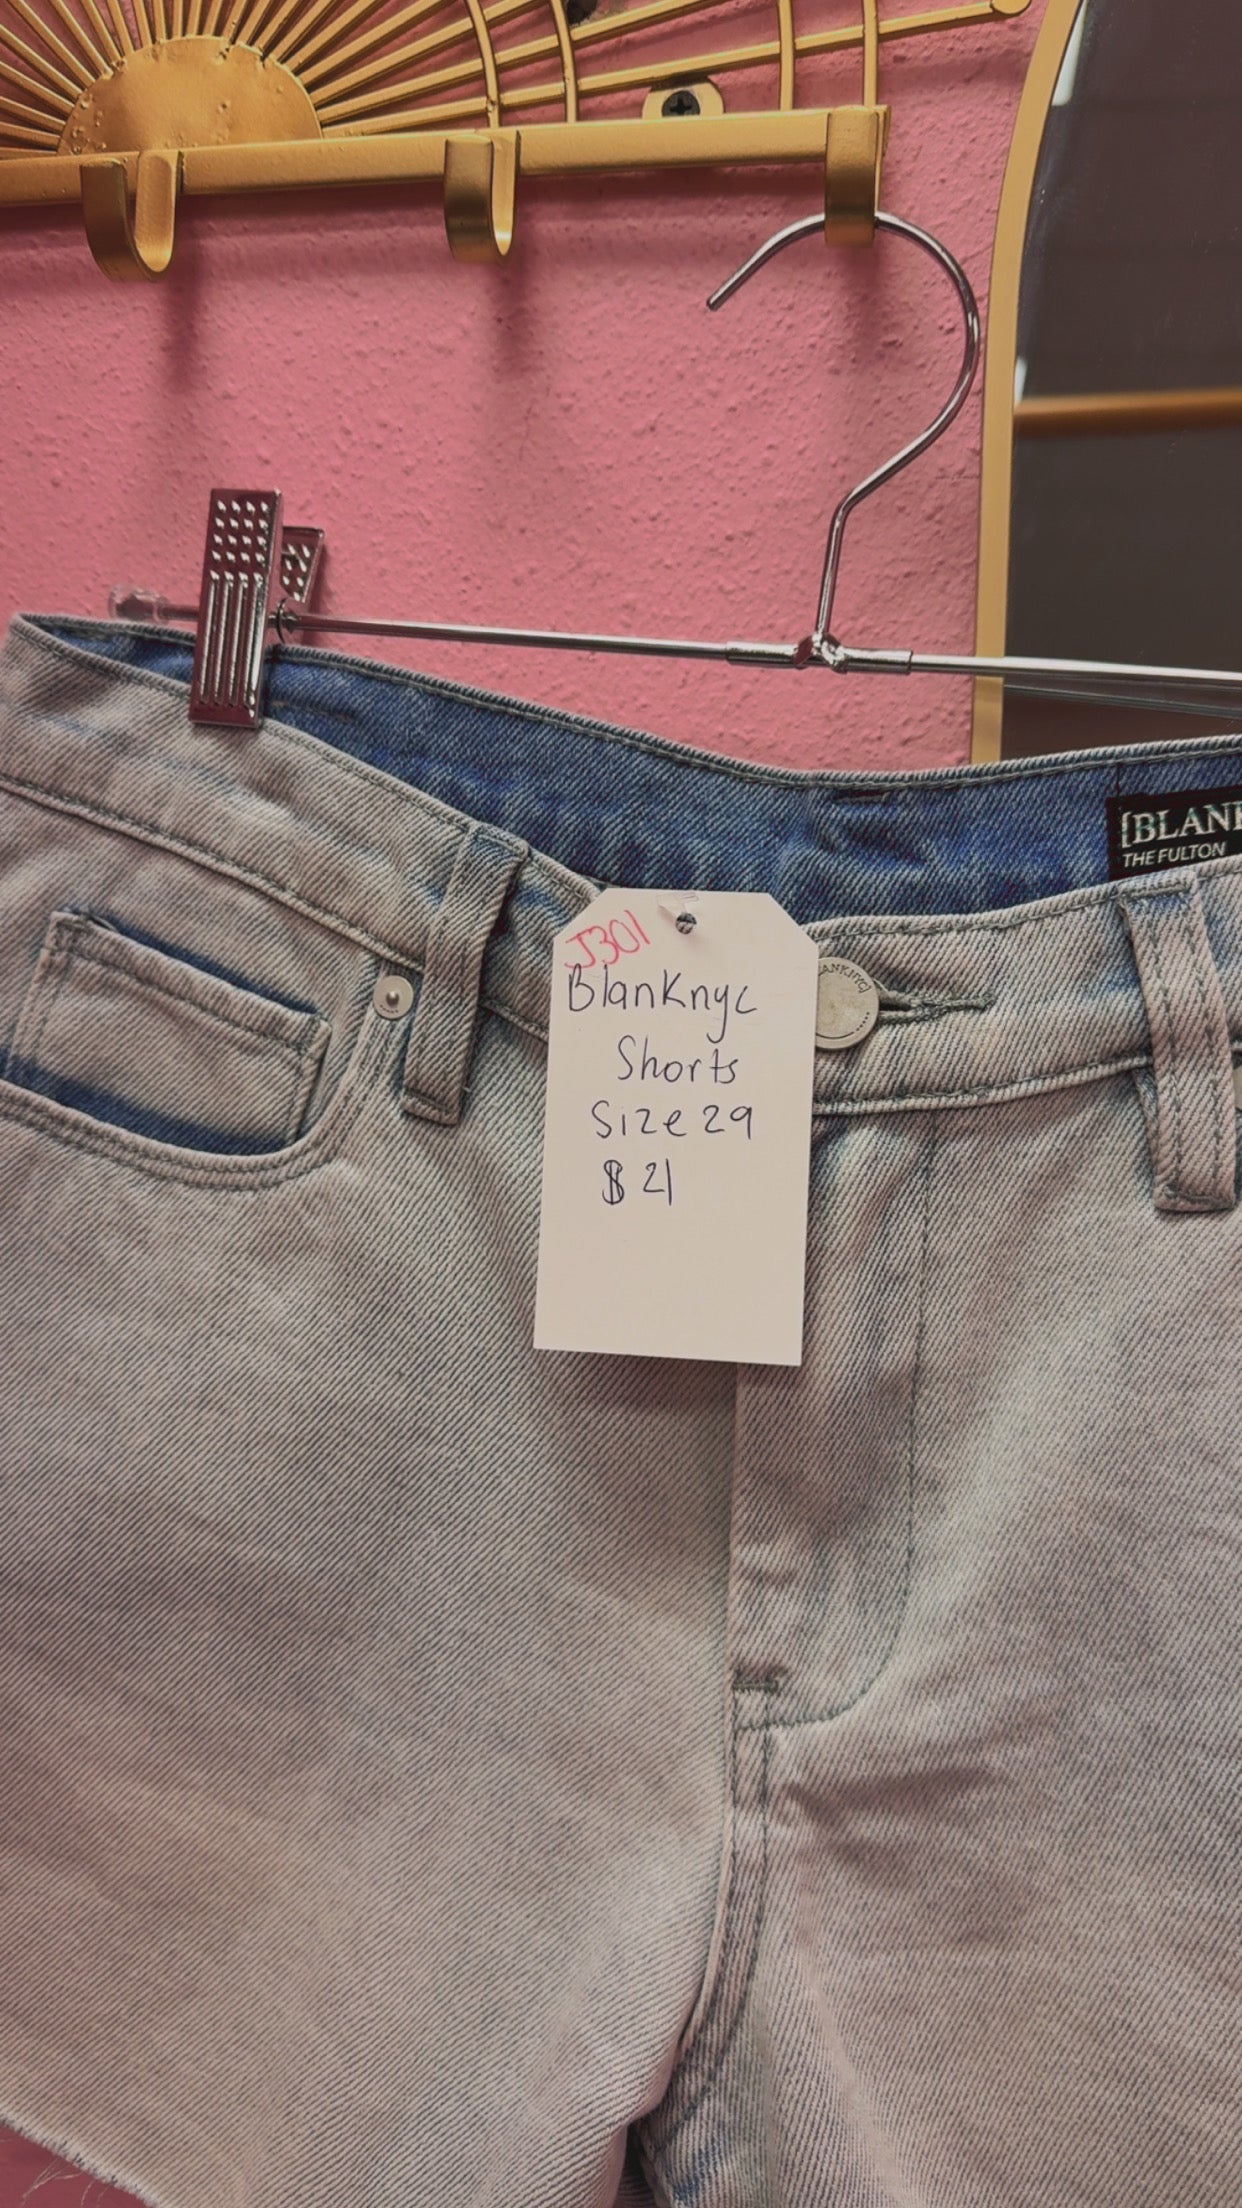 [BLANK
THE FULTON
J301
Blanknyc
Shorts
Size 29
$21